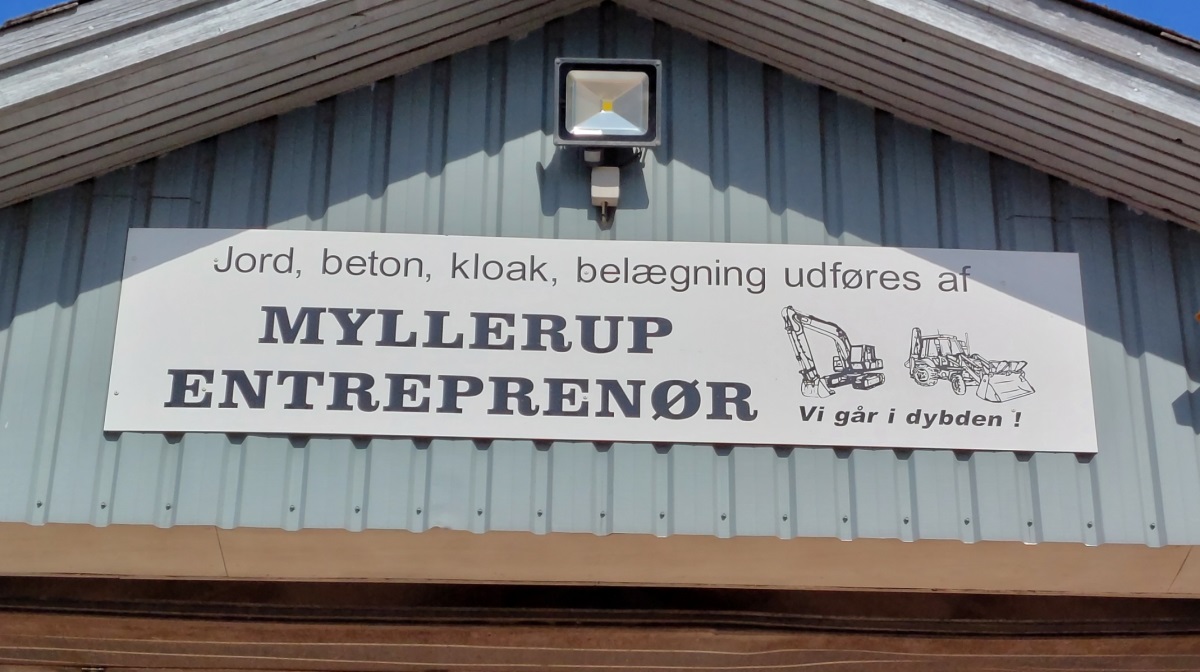 Jord, beton, kloak, belægning udføres af
MYLLERUP
ENTREPRENØR
Vi går i dybden !